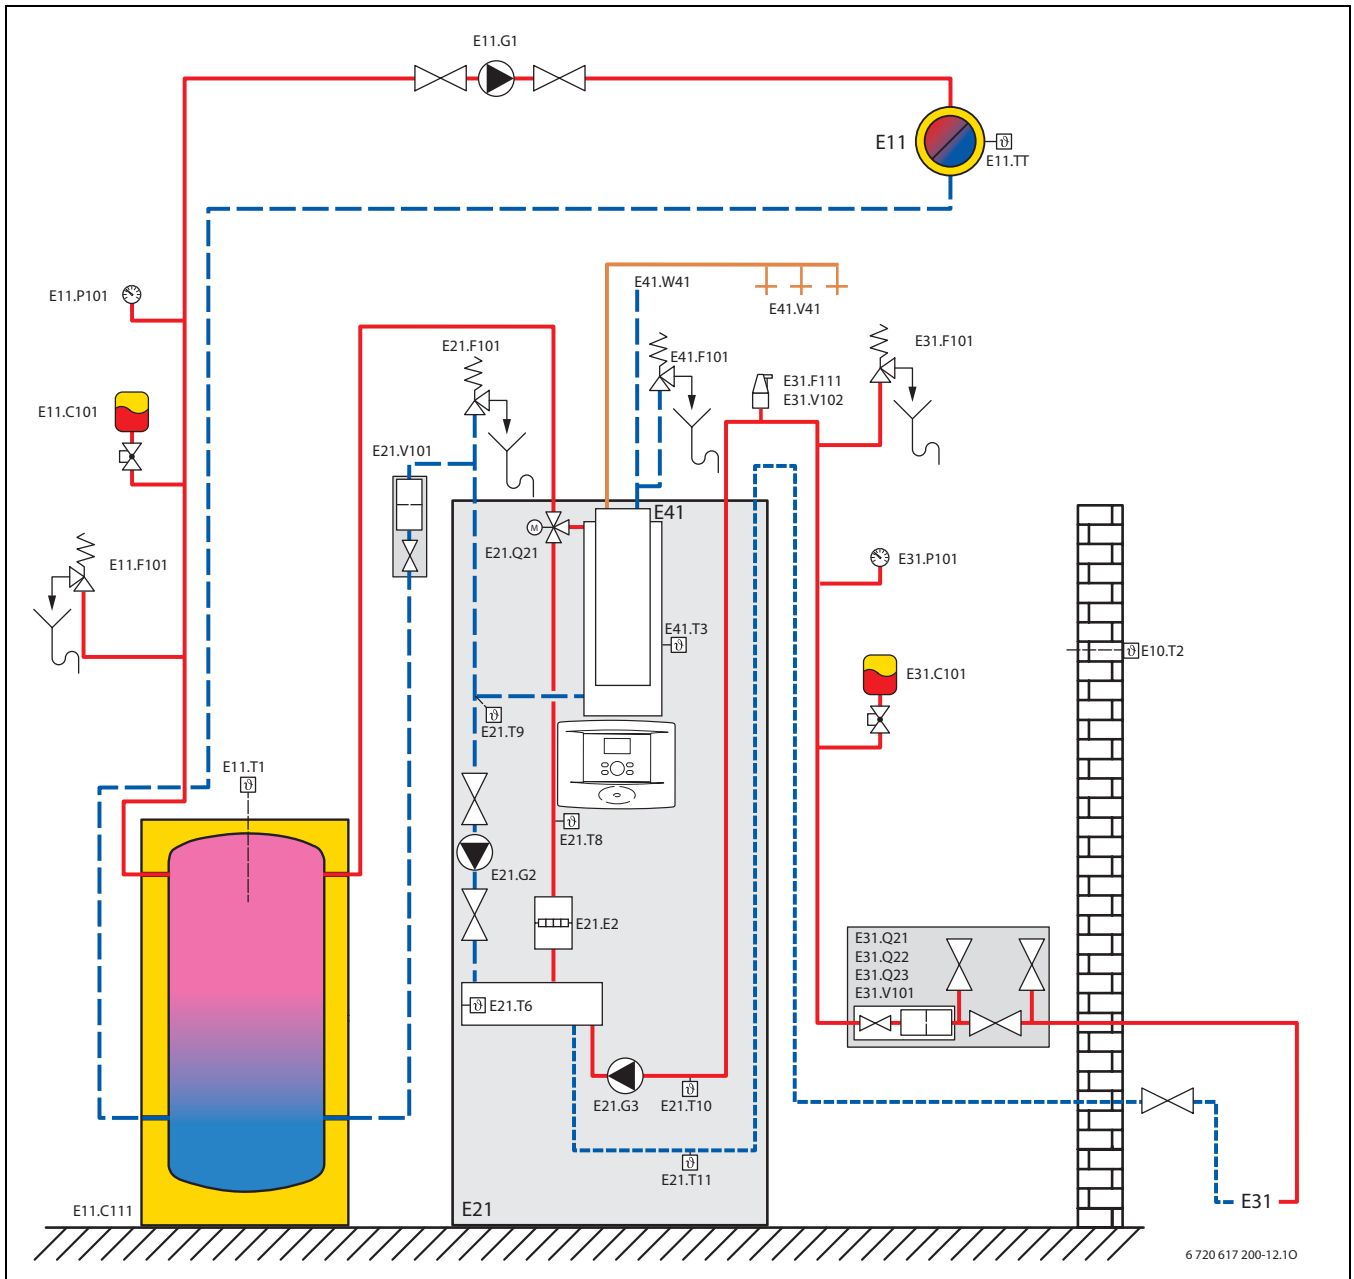 E11.G1
E11
ϑ
E11.TT
E11.P101
E41.W41
E41.V41
E21.F101
E41.F101
E31.F101
E31.F111
E31.V102
E11.C101
E21.V101
E41
M
E21.Q21
E11.F101
E31.P101
E41.T3
ϑ
ϑ
E10.T2
E31.C101
ϑ
E21.T9
E11.T1
ϑ
ϑ
E21.T8
E21.G2
E21.E2
E31.Q21
E31.Q22
E31.Q23
E31.V101
ϑ
E21.T6
E21.G3
ϑ
E21.T10
ϑ
E21.T11
E11.C111
E21
E31
6 720 617 200-12.1O